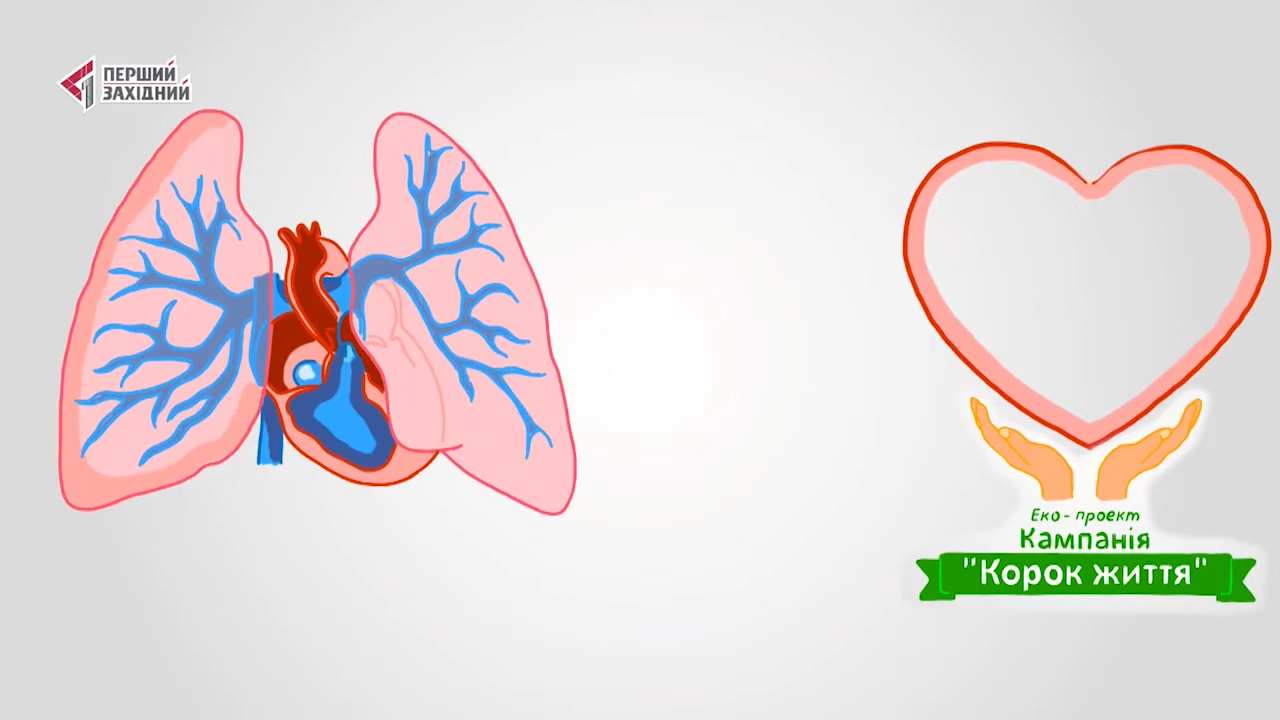 ПЕРШИЙ
ЗАХІДНИЙ
Еко - проект
Кампанія
"Корок життя"